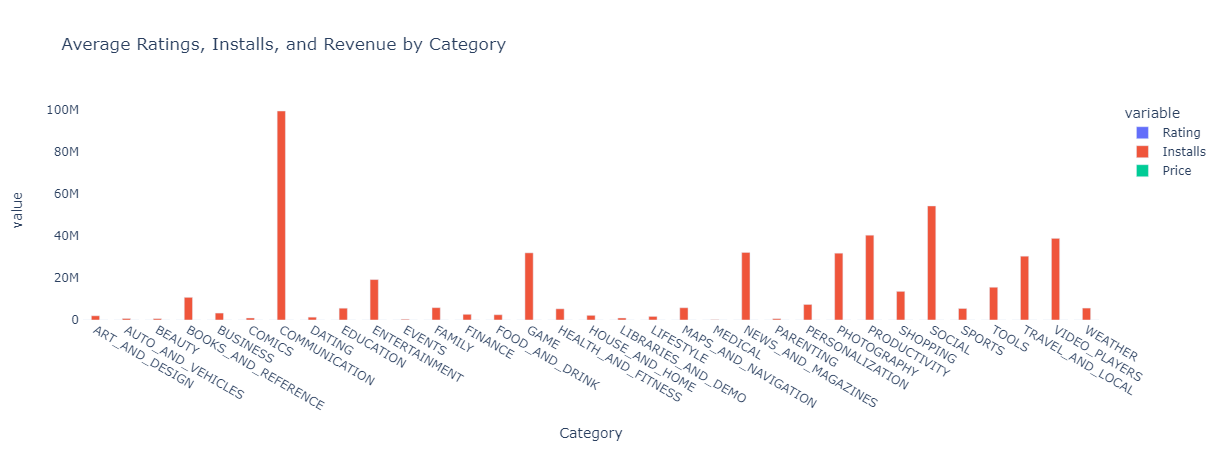 Average Ratings, Installs, and Revenue by Category
100M
80M
60M
40M
20M
0
value
ART_AND_DESIGN
AUTO_AND_VEHICLES
BEAUTY
BOOKS_AND_REFERENCE
BUSINESS
COMICS
COMMUNICATION
DATING
EDUCATION
ENTERTAINMENT
EVENTS
FAMILY
FINANCE
FOOD_AND_DRINK
GAME
HEALTH_AND_FITNESS
HOUSE_AND_HOME
LIBRARIES_AND_DEMO
LIFESTYLE
MAPS_AND_NAVIGATION
MEDICAL
NEWS_AND_MAGAZINES
PARENTING
PERSONALIZATION
PHOTOGRAPHY
PRODUCTIVITY
SHOPPING
SOCIAL
SPORTS
TOOLS
TRAVEL_AND_LOCAL
VIDEO_PLAYERS
WEATHER
Category
variable
Rating
Installs
Price